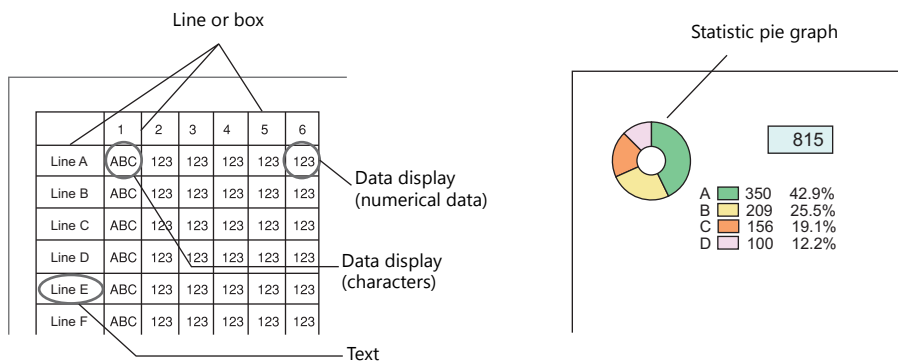 Line or box
1 2 3 4 5 6
Line A ABC 123 123 123 123 123
Line B ABC 123 123 123 123 123
Line C ABC 123 123 123 123 123
Line D ABC 123 123 123 123 123
Line E ABC 123 123 123 123 123
Line F ABC 123 123 123 123 123
Data display
(numerical data)
Data display
(characters)
Text
Statistic pie graph
815
A 350 42.9%
B 209 25.5%
C 156 19.1%
D 100 12.2%